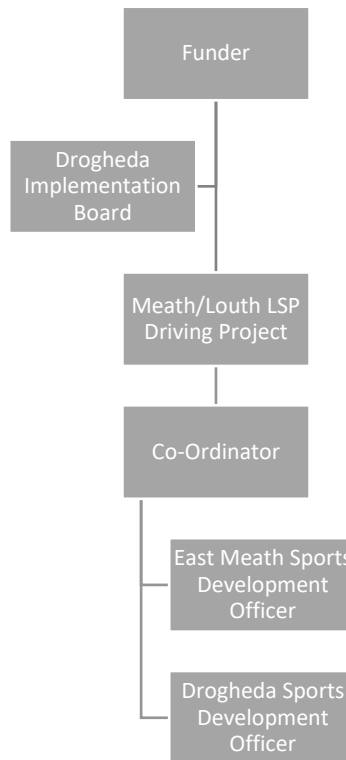 Funder
Drogheda
Implementation
Board
Meath/Louth LSP
Driving Project
Co-Ordinator
East Meath Sports
Development
Officer
Drogheda Sports
Development
Officer